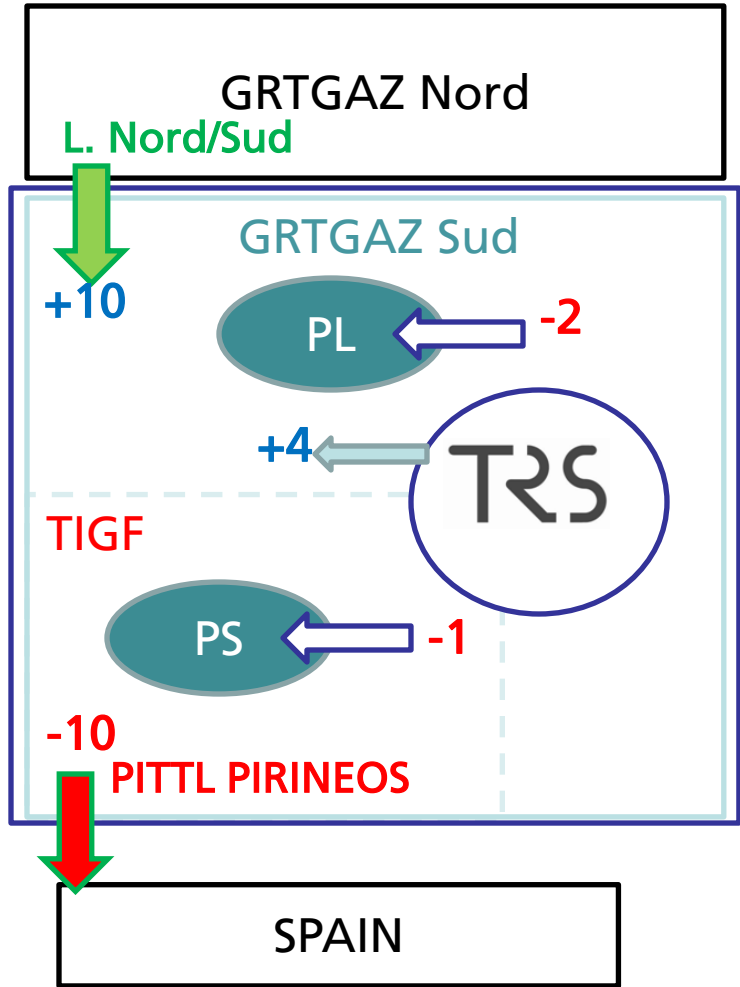 GRTGAZ Nord
L. Nord/Sud
GRTGAZ Sud
+10
PL
-2
+4
TRS
TIGF
PS
-1
-10
PITTL PIRINEOS
SPAIN